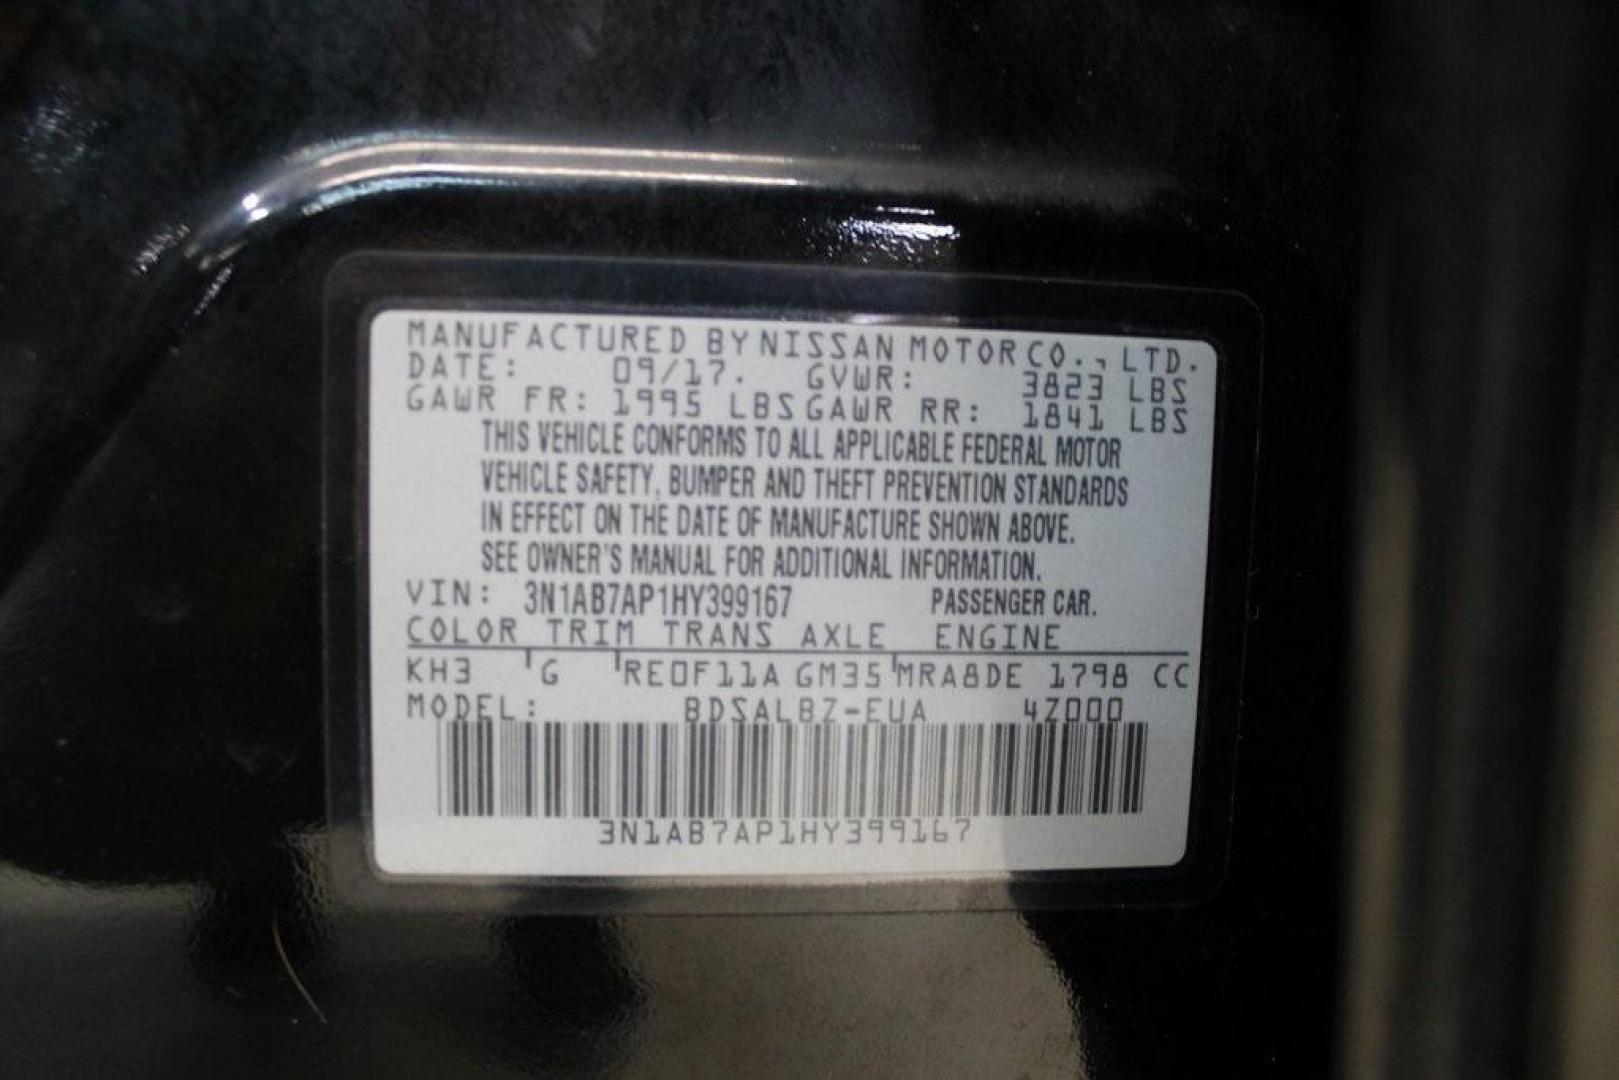 MANUFACTURED BY NISSAN MOTOR CO., LTD.
DATE: 09/17. GVWR: 3823 LBS
GAWR FR: 1995 LBS GAWR RR: 1841 LBS
THIS VEHICLE CONFORMS TO ALL APPLICABLE FEDERAL MOTOR
VEHICLE SAFETY, BUMPER AND THEFT PREVENTION STANDARDS
IN EFFECT ON THE DATE OF MANUFACTURE SHOWN ABOVE.
SEE OWNER'S MANUAL FOR ADDITIONAL INFORMATION.
VIN: 3N1AB7AP1HY399167 PASSENGER CAR.
COLOR TRIM TRANS AXLE ENGINE
KH3 G RE0F11A GM35 MRA8DE 1798 CC
MODEL: BDSALBZ-EUA 4Z000
3N1AB7AP1HY399167